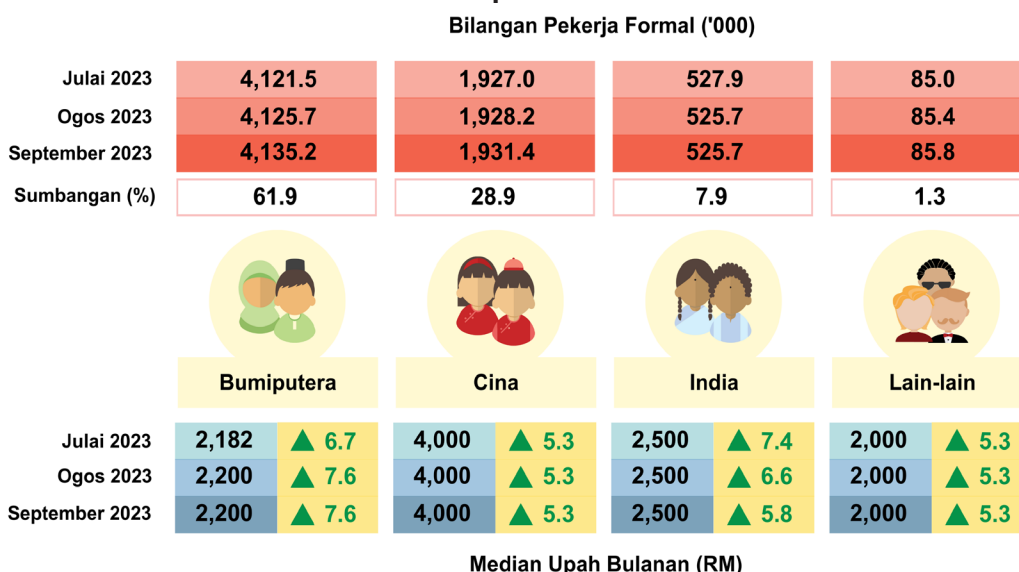 Bilangan Pekerja Formal ('000)
Julai 2023 4,121.5 1,927.0 527.9 85.0
Ogos 2023 4,125.7 1,928.2 525.7 85.4
September 2023 4,135.2 1,931.4 525.7 85.8
Sumbangan (%) 61.9 28.9 7.9 1.3
Bumiputera Cina India Lain-lain
Julai 2023 2,182 ▲ 6.7 4,000 ▲ 5.3 2,500 ▲ 7.4 2,000 ▲ 5.3
Ogos 2023 2,200 ▲ 7.6 4,000 ▲ 5.3 2,500 ▲ 6.6 2,000 ▲ 5.3
September 2023 2,200 ▲ 7.6 4,000 ▲ 5.3 2,500 ▲ 5.8 2,000 ▲ 5.3
Median Upah Bulanan (RM)